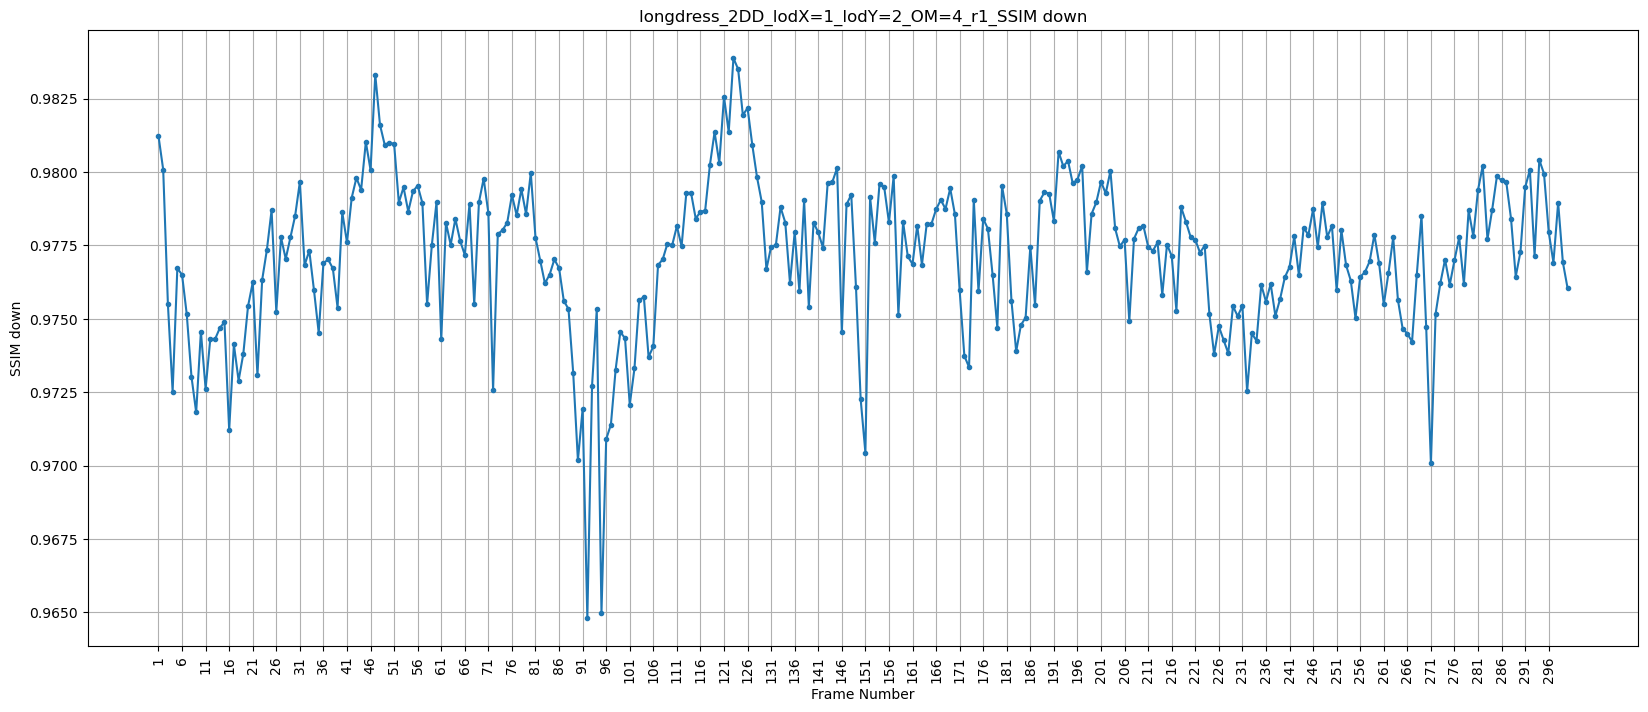 longdress_2DD_lodX=1_lodY=2_OM=4_r1_SSIM down
SSIM down
0.9825
0.9800
0.9775
0.9750
0.9725
0.9700
0.9675
0.9650
1 6 11 16 21 26 31 36 41 46 51 56 61 66 71 76 81 86 91 96 101 106 111 116 121 126 131 136 141 146 151 156 161 166 171 176 181 186 191 196 201 206 211 216 221 226 231 236 241 246 251 256 261 266 271 276 281 286 291 296
Frame Number